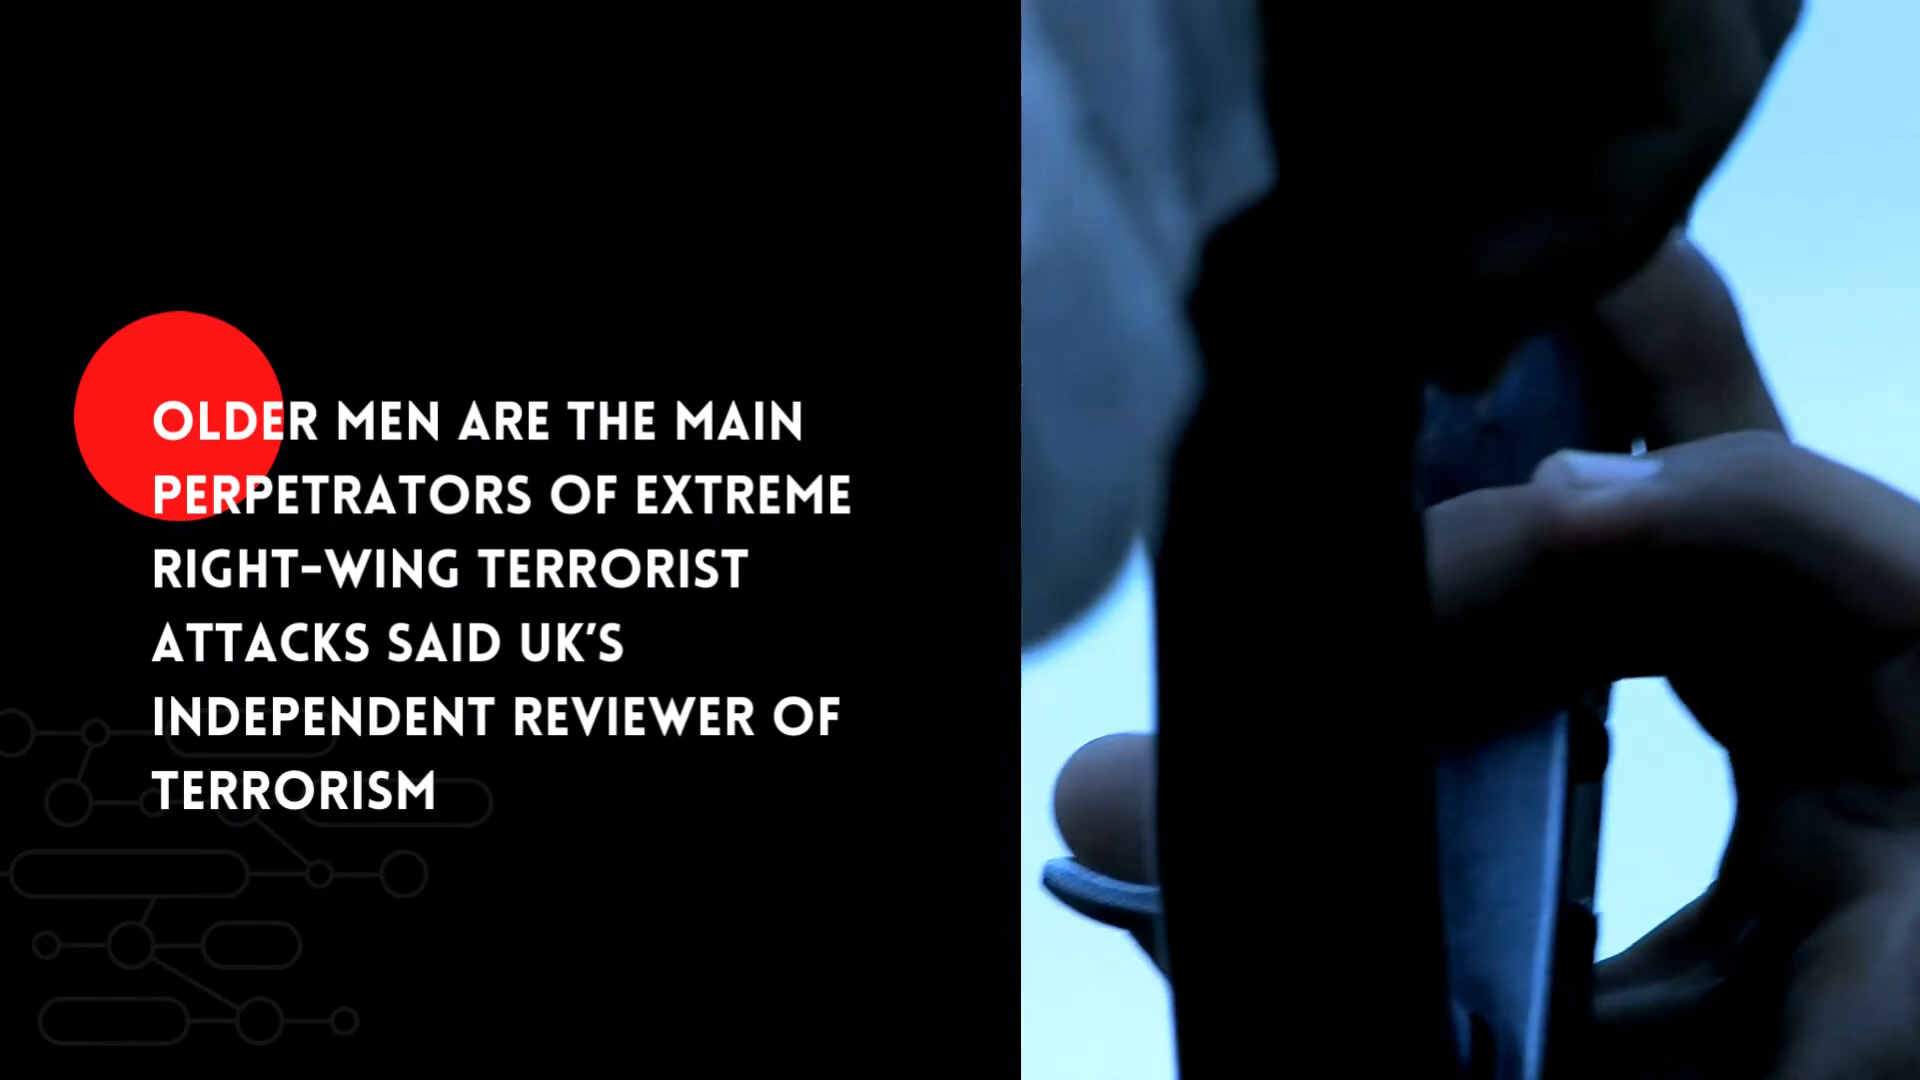 OLDER MEN ARE THE MAIN
PERPETRATORS OF EXTREME
RIGHT-WING TERRORIST
ATTACKS SAID UK'S
INDEPENDENT REVIEWER OF
TERRORISM